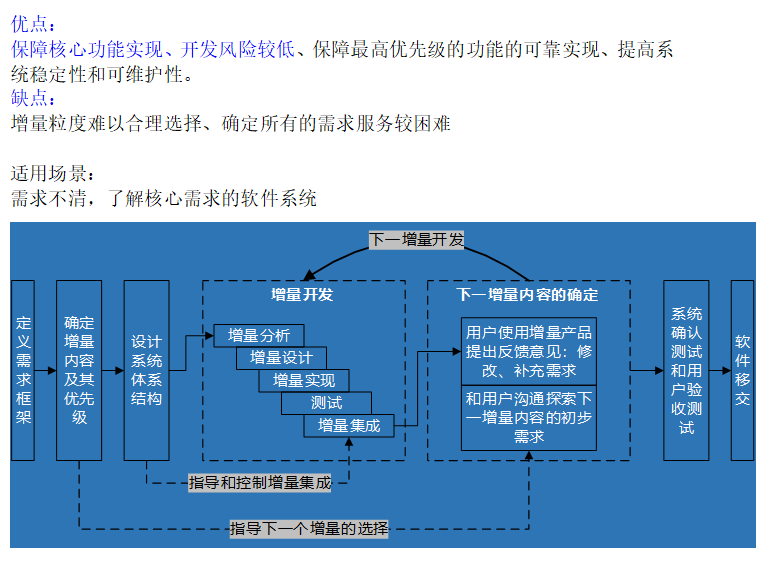 优点：
保障核心功能实现、开发风险较低、保障最高优先级的功能的可靠实现、提高系
统稳定性和可维护性。
缺点：
增量粒度难以合理选择、确定所有的需求服务较困难
适用场景：
需求不清，了解核心需求的软件系统
下一增量开发
定义需求框架
确定
增量
内容
及其
优先
级
设计
系统
体系
结构
增量开发
增量分析
增量设计
增量实现
测试
增量集成
下一增量内容的确定
用户使用增量产品
提出反馈意见：修
改、补充需求
和用户沟通探索下
一增量内容的初步
需求
系统
确认
测试
和用
户验
收测
试
软件移交
指导和控制增量集成
指导下一个增量的选择